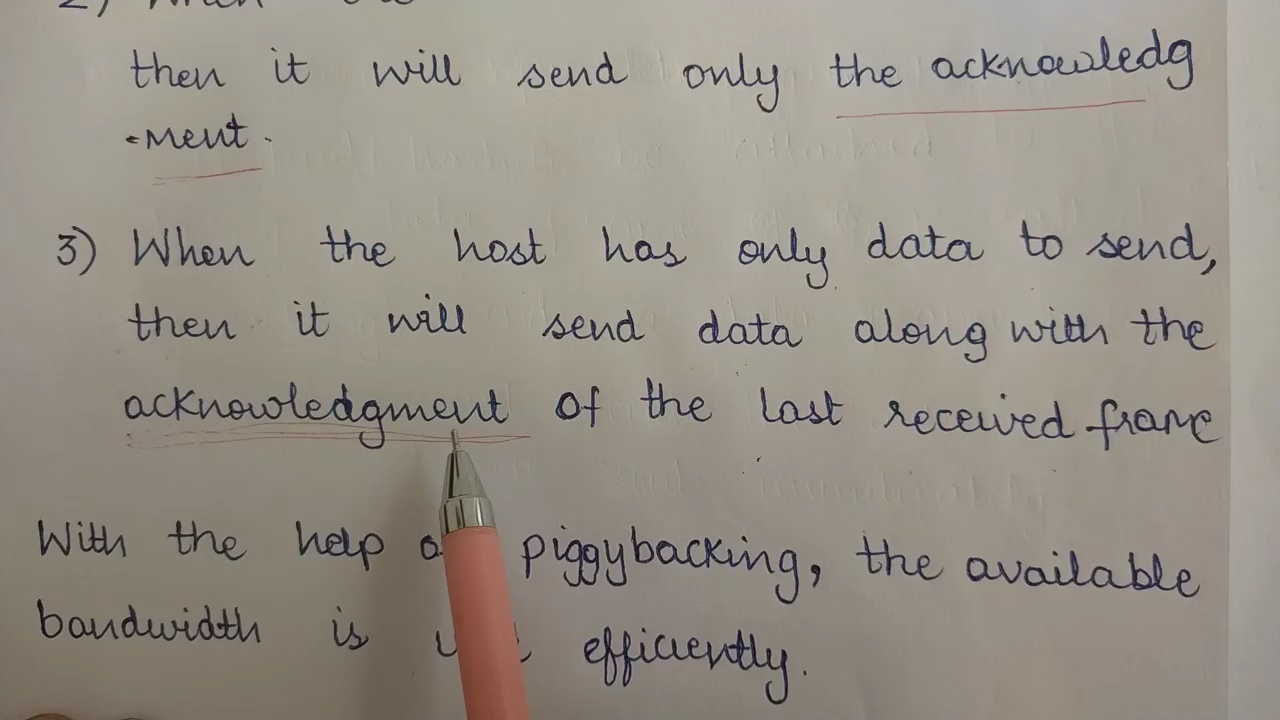 then it will send only the acknowledg
-ment.
3) When the host has only data to send,
then it will send data along with the
acknowledgment of the last received frame
With the help piggybacking, the available
bandwidth is efficiently.